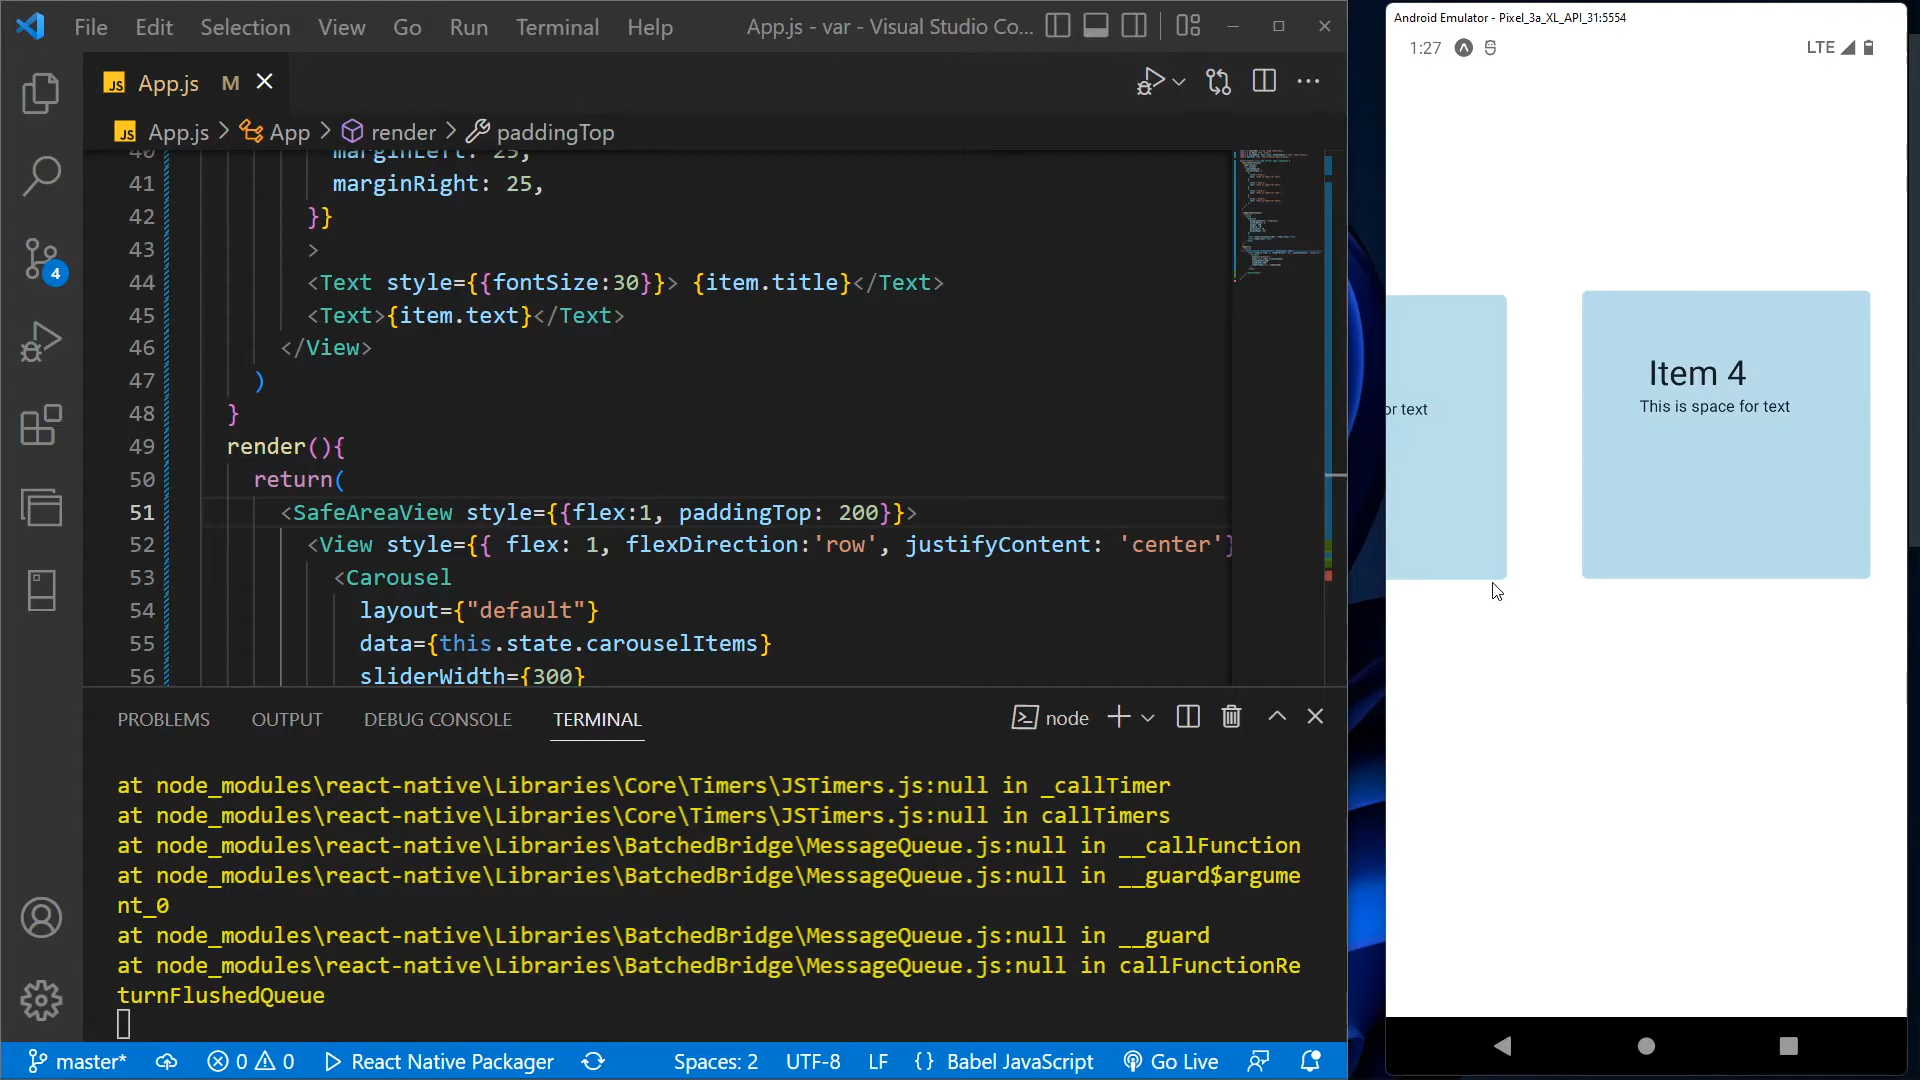 File Edit Selection View Go Run Terminal Help App.js - var - Visual Studio Co...
JS App.js M
JS App.js > App > render > paddingTop
40 marginLeft: 25,
41 marginRight: 25,
42 }}
43 >
44 <Text style={{fontSize:30}}> {item.title}</Text>
45 <Text>{item.text}</Text>
46 </View>
47 )
48 }
49 render(){
50 return(
51 <SafeAreaView style={{flex:1, paddingTop: 200}}>
52 <View style={{ flex: 1, flexDirection:'row', justifyContent: 'center'}
53 <Carousel
54 layout={"default"}
55 data={this.state.carouselItems}
56 sliderWidth={300}
4
PROBLEMS OUTPUT DEBUG CONSOLE TERMINAL node
at node_modules\react-native\Libraries\Core\Timers\JSTimers.js:null in _callTimer
at node_modules\react-native\Libraries\Core\Timers\JSTimers.js:null in callTimers
at node_modules\react-native\Libraries\BatchedBridge\MessageQueue.js:null in __callFunction
at node_modules\react-native\Libraries\BatchedBridge\MessageQueue.js:null in __guard$argume
nt_0
at node_modules\react-native\Libraries\BatchedBridge\MessageQueue.js:null in __guard
at node_modules\react-native\Libraries\BatchedBridge\MessageQueue.js:null in callFunctionRe
turnFlushedQueue
master* 0 0 React Native Packager Spaces: 2 UTF-8 LF {} Babel JavaScript Go Live
Android Emulator - Pixel_3a_XL_API_31:5554
1:27 LTE
or text
Item 4
This is space for text